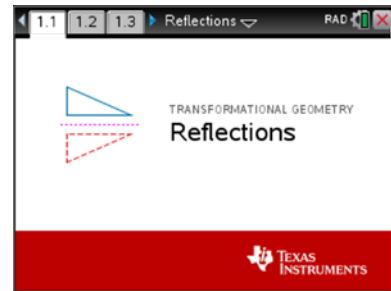 1.1 1.2 1.3 Reflections RAD
TRANSFORMATIONAL GEOMETRY
Reflections
TEXAS
INSTRUMENTS